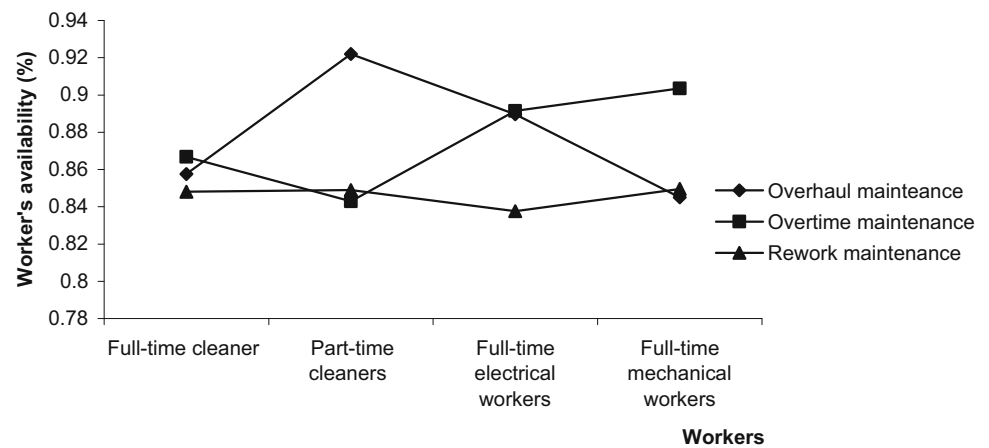 0.94
0.92
0.9
0.88
0.86
0.84
0.82
0.8
0.78
Worker's availability (%)
Full-time cleaner
Part-time
cleaners
Full-time
electrical
workers
Full-time
mechanical
workers
Workers
Overhaul mainteance
Overtime maintenance
Rework maintenance